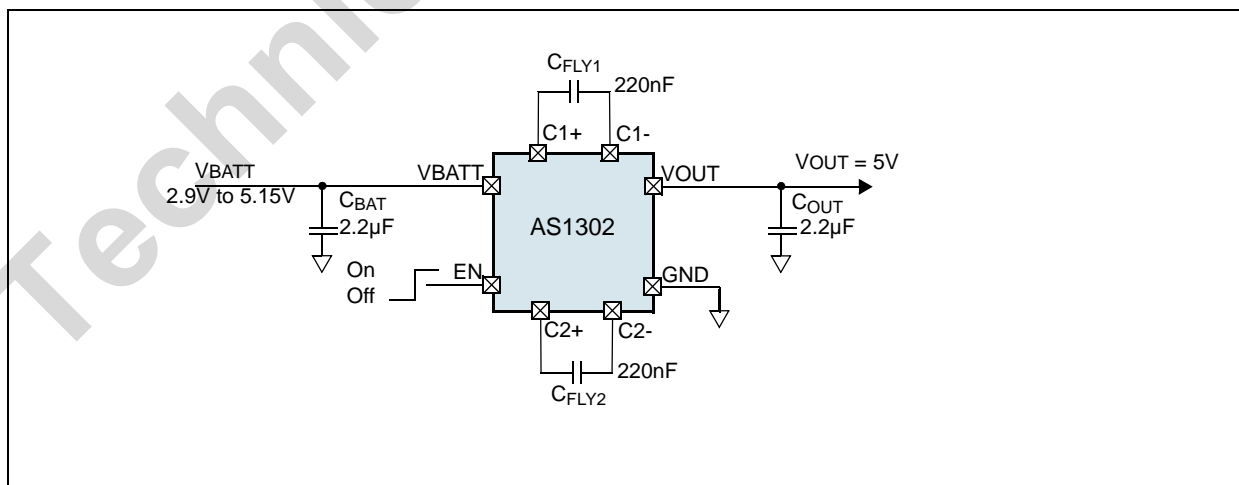 Techni
CFLY1
220nF
C1+ C1-
VBATT
2.9V to 5.15V
VBATT
VOUT
VOUT = 5V
CBAT
2.2µF
AS1302
COUT
2.2µF
On
Off
EN
GND
C2+ C2-
220nF
CFLY2